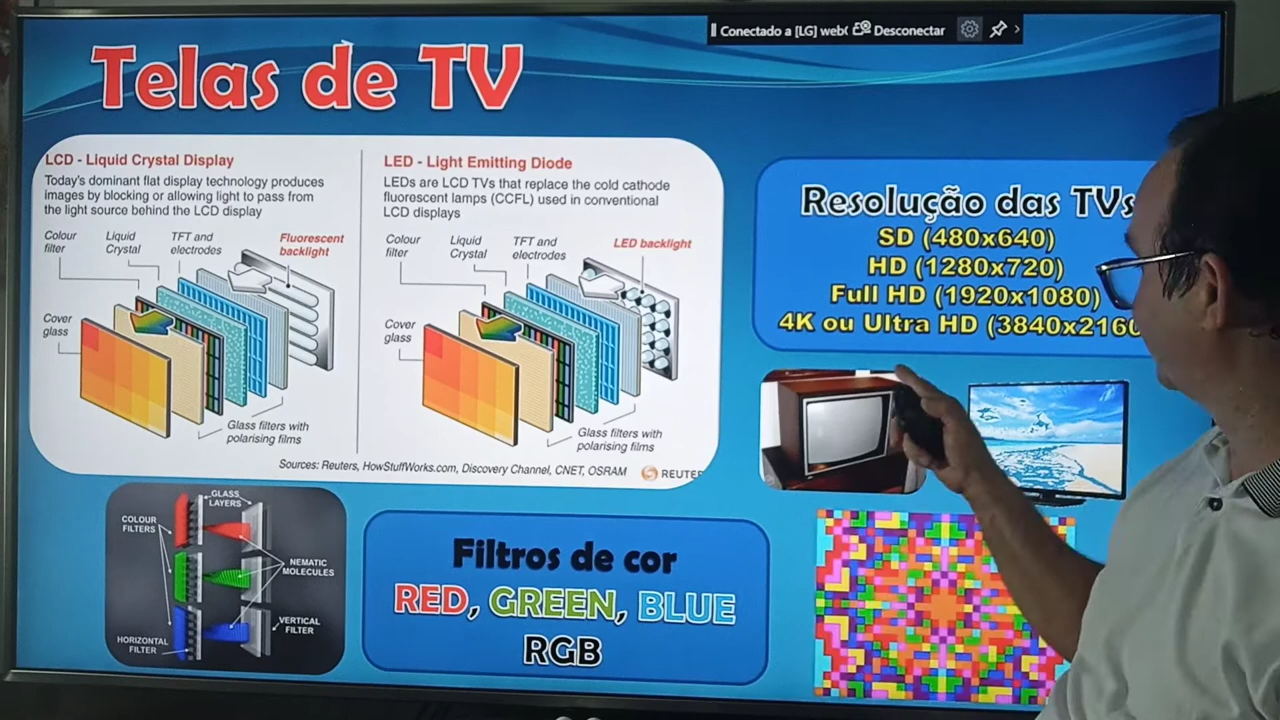 Conectado a [LG] web
Desconectar
Telas de TV
LCD - Liquid Crystal Display
Today's dominant flat display technology produces
images by blocking or allowing light to pass from
the light source behind the LCD display
Colour
filter
Liquid
Crystal
TFT and
electrodes
Fluorescent
backlight
Cover
glass
Glass filters with
polarising films
LED - Light Emitting Diode
LEDs are LCD TVs that replace the cold cathode
fluorescent lamps (CCFL) used in conventional
LCD displays
Colour
filter
Liquid
Crystal
TFT and
electrodes
LED backlight
Cover
glass
Glass filters with
polarising films
Sources: Reuters, HowStuffWorks.com, Discovery Channel, CNET, OSRAM
REUTE
Resolução das TVs
SD (480x640)
HD (1280x720)
Full HD (1920x1080)
4K ou Ultra HD (3840x2160
GLASS
LAYERS
COLOUR
FILTERS
NEMATIC
MOLECULES
VERTICAL
FILTER
HORIZONTAL
FILTER
Filtros de cor
RED, GREEN, BLUE
RGB